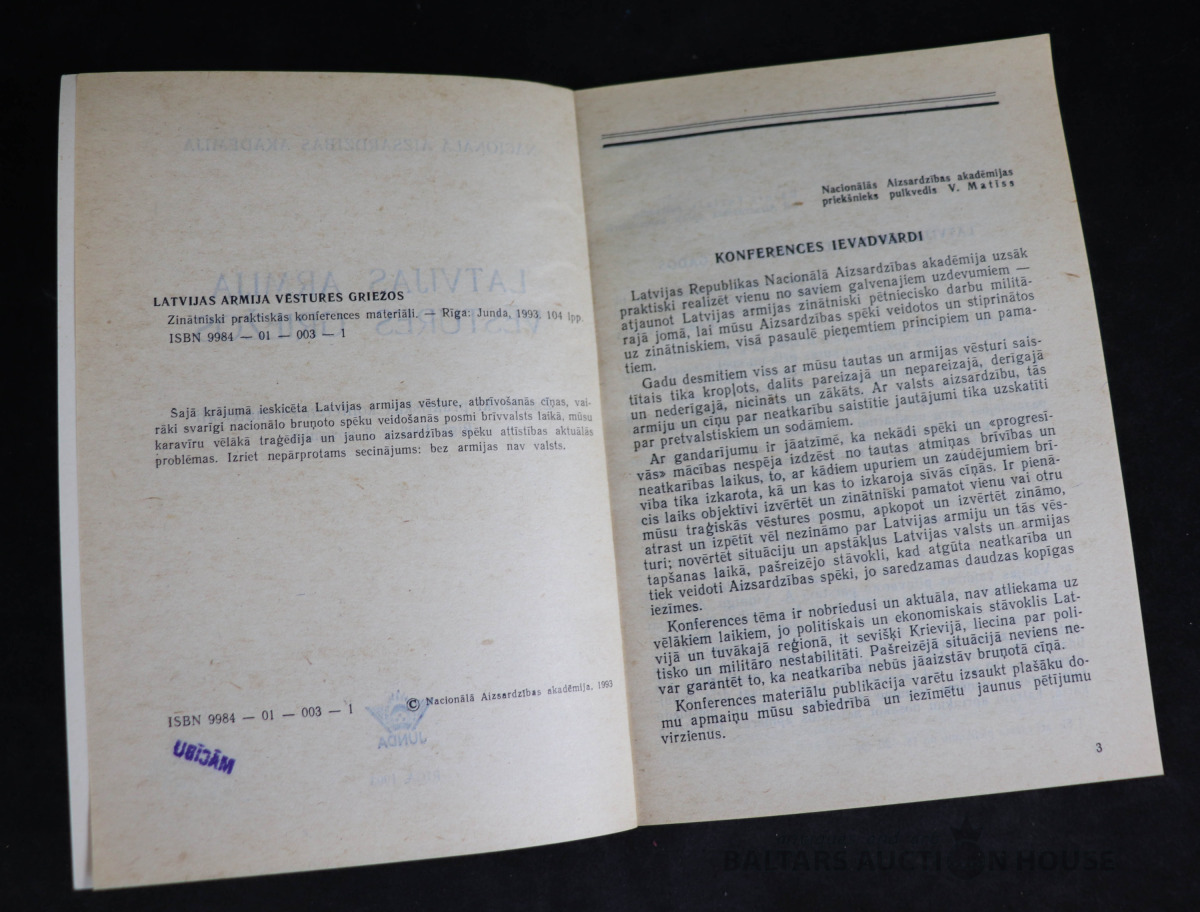 LATVIJAS ARMIJA VĒSTURES GRIEŽOS
Zinātniski praktiskās konferences materiāli. — Rīga: Junda, 1993. 104 lpp.
ISBN 9984 — 01 — 003 — 1
Šajā krājumā ieskicēta Latvijas armijas vēsture, atbrīvošanās cīņas, vai-
rāki svarīgi nacionālo bruņoto spēku veidošanās posmi brīvvalsts laikā, mūsu
karavīru vēlākā traģēdija un jauno aizsardzības spēku attīstības aktuālās
problēmas. Izriet nepārprotams secinājums: bez armijas nav valsts.
© Nacionālā Aizsardzības akadēmija, 1993
ISBN 9984 — 01 — 003 — 1
MĀCĪBU
Nacionālās Aizsardzības akadēmijas
priekšnieks pulkvedis V. Matīss
KONFERENCES IEVADVĀRDI
Latvijas Republikas Nacionālā Aizsardzības akadēmija uzsāk
praktiski realizēt vienu no saviem galvenajiem uzdevumiem —
atjaunot Latvijas armijas zinātniski pētniecisko darbu militā-
rajā jomā, lai mūsu Aizsardzības spēki veidotos un stiprinātos
uz zinātniskiem, visā pasaulē pieņemtiem principiem un pama-
tiem.
Gadu desmitiem viss ar mūsu tautas un armijas vēsturi sais-
tītais tika kropļots, dalīts pareizajā un nepareizajā, derīgajā
un nederīgajā, nicināts un zākāts. Ar valsts aizsardzību, tās
armiju un cīņu par neatkarību saistītie jautājumi tika uzskatīti
par pretvalstiskiem un sodāmiem.
Ar gandarījumu ir jāatzīmē, ka nekādi spēki un «progresī-
vās» mācības nespēja izdzēst no tautas atmiņas brīvības un
neatkarības laikus, to, ar kādiem upuriem un zaudējumiem brī-
vība tika izkarota, kā un kas to izkaroja sīvās cīņās. Ir pienā-
cis laiks objektīvi izvērtēt un zinātniski pamatot vienu vai otru
mūsu traģiskās vēstures posmu, apkopot un izvērtēt zināmo,
atrast un izpētīt vēl nezināmo par Latvijas armiju un tās vēs-
turi; novērtēt situāciju un apstākļus Latvijas valsts un armijas
tapšanas laikā, pašreizējo stāvokli, kad atgūta neatkarība un
tiek veidoti Aizsardzības spēki, jo saredzamas daudzas kopīgas
iezīmes.
Konferences tēma ir nobriedusi un aktuāla, nav atliekama uz
vēlākiem laikiem, jo politiskais un ekonomiskais stāvoklis Lat-
vijā un tuvākajā reģionā, it sevišķi Krievijā, liecina par poli-
tisko un militāro nestabilitāti. Pašreizējā situācijā neviens ne-
var garantēt to, ka neatkarība nebūs jāaizstāv bruņotā cīņā.
Konferences materiālu publikācija varētu izsaukt plašāku do-
mu apmaiņu mūsu sabiedrībā un iezīmētu jaunus pētījumu
virzienus.
3
BALTARS AUCTION HOUSE